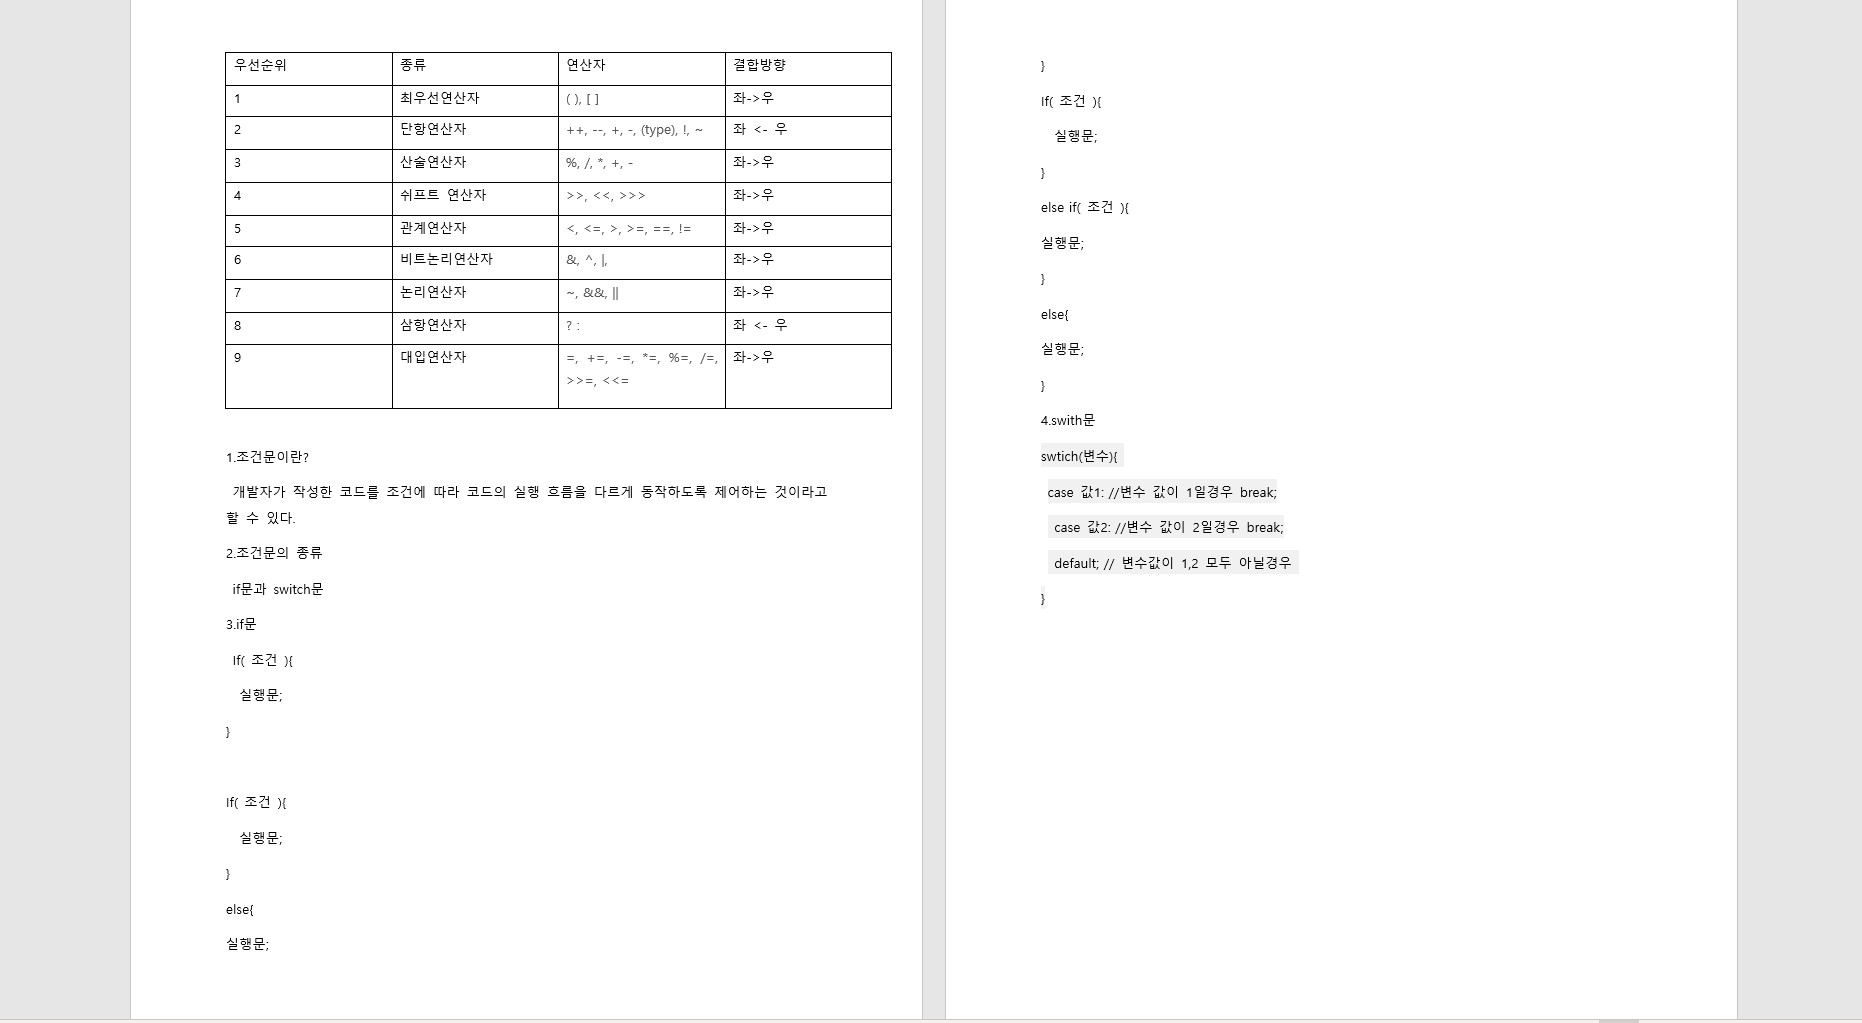 우선순위 종류 연산자 결합방향
1 최우선연산자 ( ), [ ] 좌->우
2 단항연산자 ++, --, +, -, (type), !, ~ 좌 <- 우
3 산술연산자 %, /, *, +, - 좌->우
4 쉬프트 연산자 >>, <<, >>> 좌->우
5 관계연산자 <, <=, >, >=, ==, != 좌->우
6 비트논리연산자 &, ^, |, 좌->우
7 논리연산자 ~, &&, || 좌->우
8 삼항연산자 ? : 좌 <- 우
9 대입연산자 =, +=, -=, *=, %=, /=, 좌->우
>>=, <<=
1.조건문이란?
개발자가 작성한 코드를 조건에 따라 코드의 실행 흐름을 다르게 동작하도록 제어하는 것이라고
할 수 있다.
2.조건문의 종류
if문과 switch문
3.if문
If( 조건 ){
실행문;
}
If( 조건 ){
실행문;
}
else{
실행문;
}
If( 조건 ){
실행문;
}
else if( 조건 ){
실행문;
}
else{
실행문;
}
4.swith문
swtich(변수){
case 값1: //변수 값이 1일경우 break;
case 값2: //변수 값이 2일경우 break;
default; // 변수값이 1,2 모두 아닐경우
}